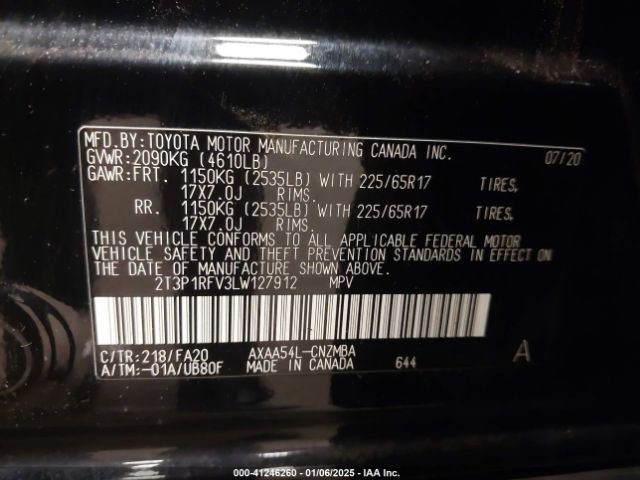 MFD.BY:TOYOTA MOTOR MANUFACTURING CANADA INC. 07/20
GVWR:2090KG (4610LB)
GAWR:FRT. 1150KG (2535LB) WITH 225/65R17 TIRES,
17X7.0J RIMS.
RR. 1150KG (2535LB) WITH 225/65R17 TIRES,
17X7.0J RIMS.
THIS VEHICLE CONFORMS TO ALL APPLICABLE FEDERAL MOTOR
VEHICLE SAFETY AND THEFT PREVENTION STANDARDS IN EFFECT ON
THE DATE OF MANUFACTURE SHOWN ABOVE.
2T3P1RFV3LW127912 MPV
C/TR:218/FA20 AXAA54L-CNZMBA A
A/TM:-01A/UB80F MADE IN CANADA 644
000-41246260 - 01/06/2025 - IAA Inc.